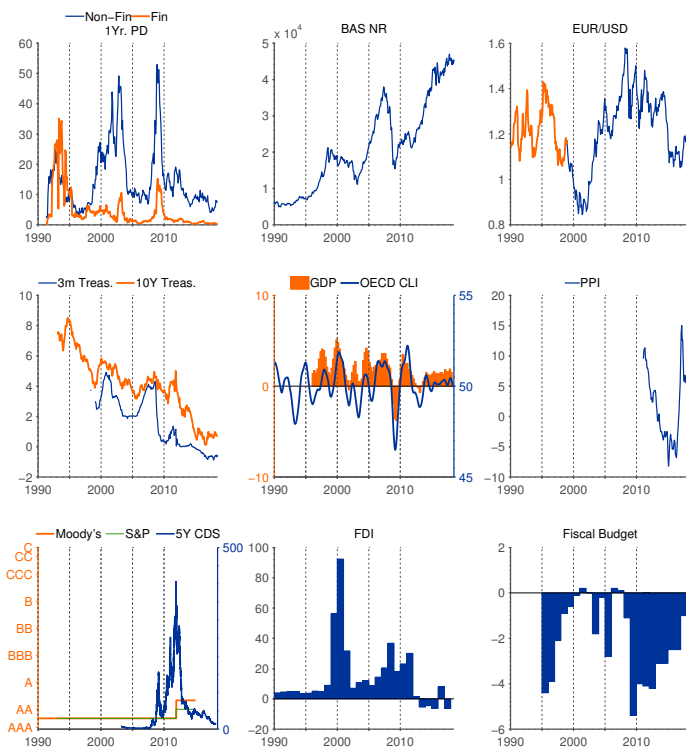 Non-Fin Fin
1Yr. PD
60
50
40
30
20
10
0
1990 2000 2010
5 x 10^4
BAS NR
4
3
2
1
0
1990 2000 2010
EUR/USD
1.6
1.4
1.2
1
0.8
1990 2000 2010
3m Treas. 10Y Treas.
10
8
6
4
2
0
−2
1990 2000 2010
GDP OECD CLI
10
0
−10
55
50
45
1990 2000 2010
PPI
20
15
10
5
0
−5
−10
1990 2000 2010
Moody's S&P 5Y CDS
C
CC
CCC
B
BB
BBB
A
AA
AAA
500
0
1990 2000 2010
FDI
100
80
60
40
20
0
−20
1990 2000 2010
Fiscal Budget
2
0
−2
−4
−6
1990 2000 2010